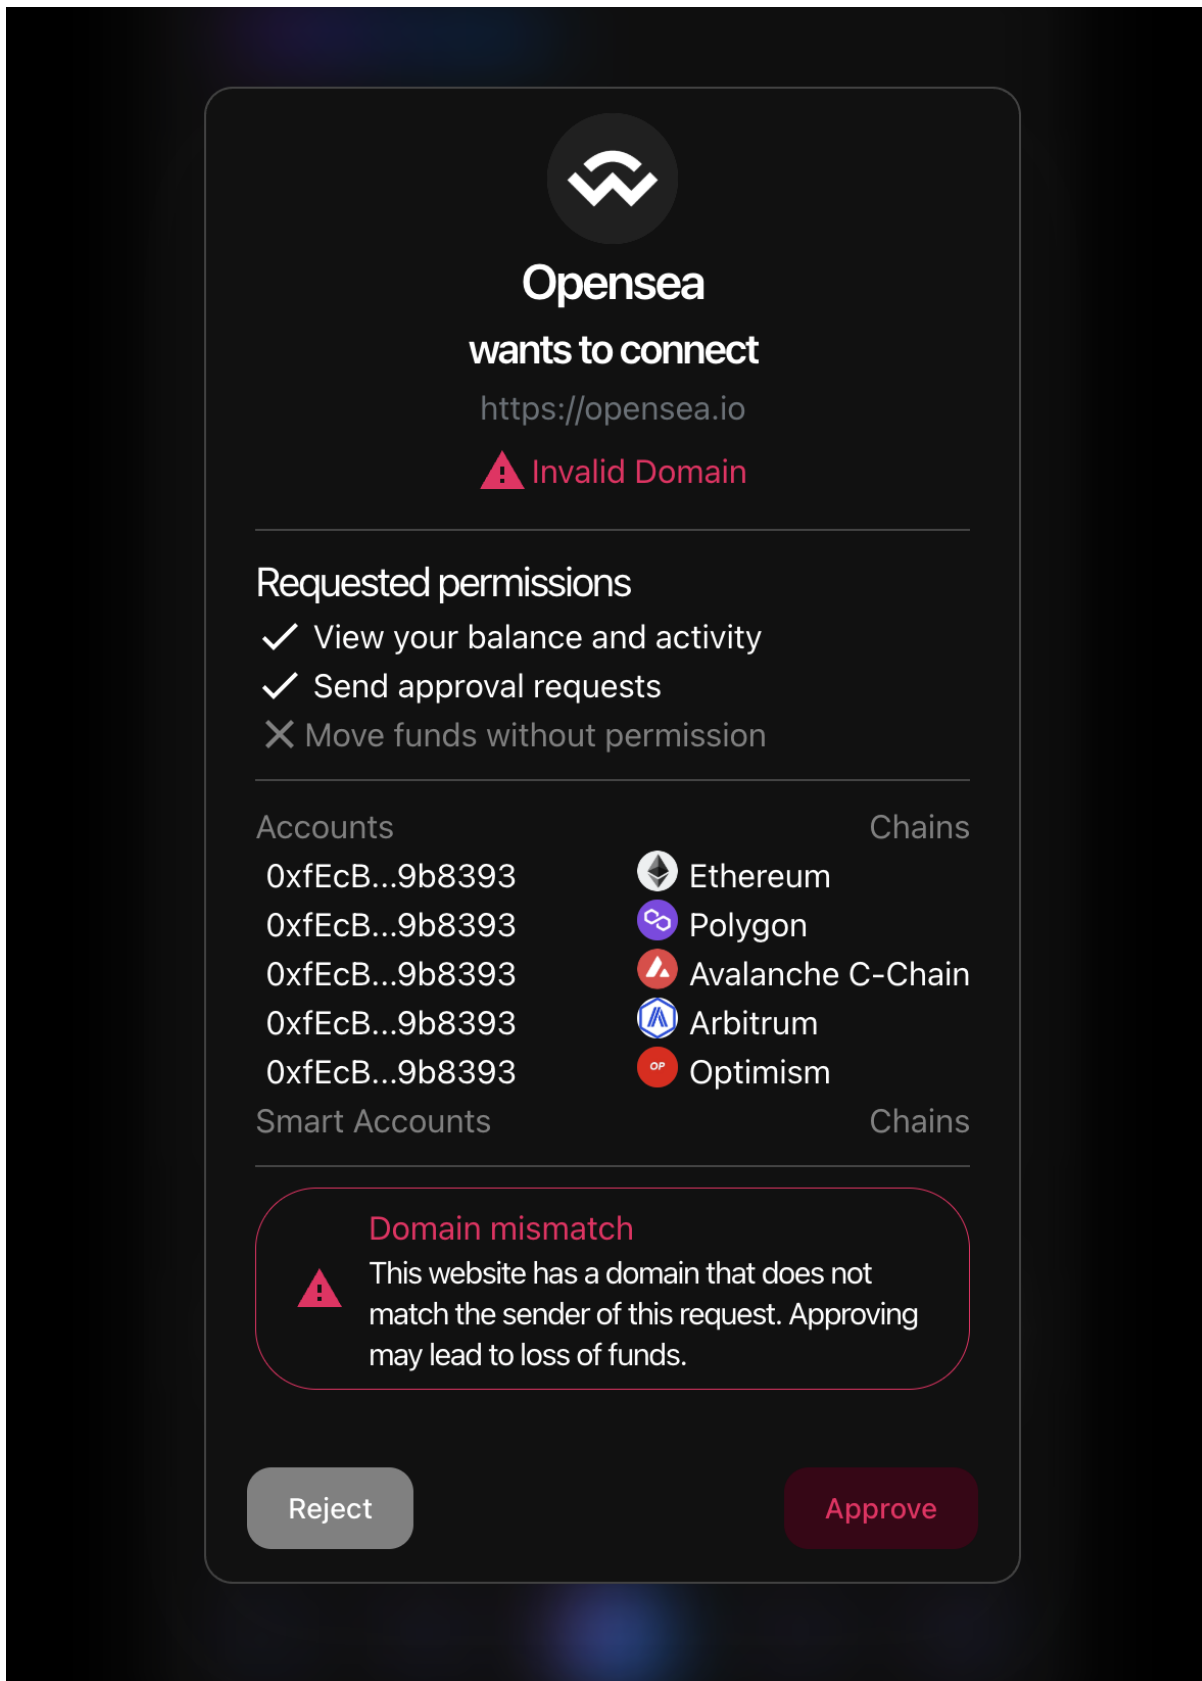 Opensea
wants to connect
https://opensea.io
Invalid Domain
Requested permissions
View your balance and activity
Send approval requests
Move funds without permission
Accounts Chains
0xfEcB...9b8393 Ethereum
0xfEcB...9b8393 Polygon
0xfEcB...9b8393 Avalanche C-Chain
0xfEcB...9b8393 Arbitrum
0xfEcB...9b8393 OP Optimism
Smart Accounts Chains
Domain mismatch
This website has a domain that does not
match the sender of this request. Approving
may lead to loss of funds.
Reject Approve